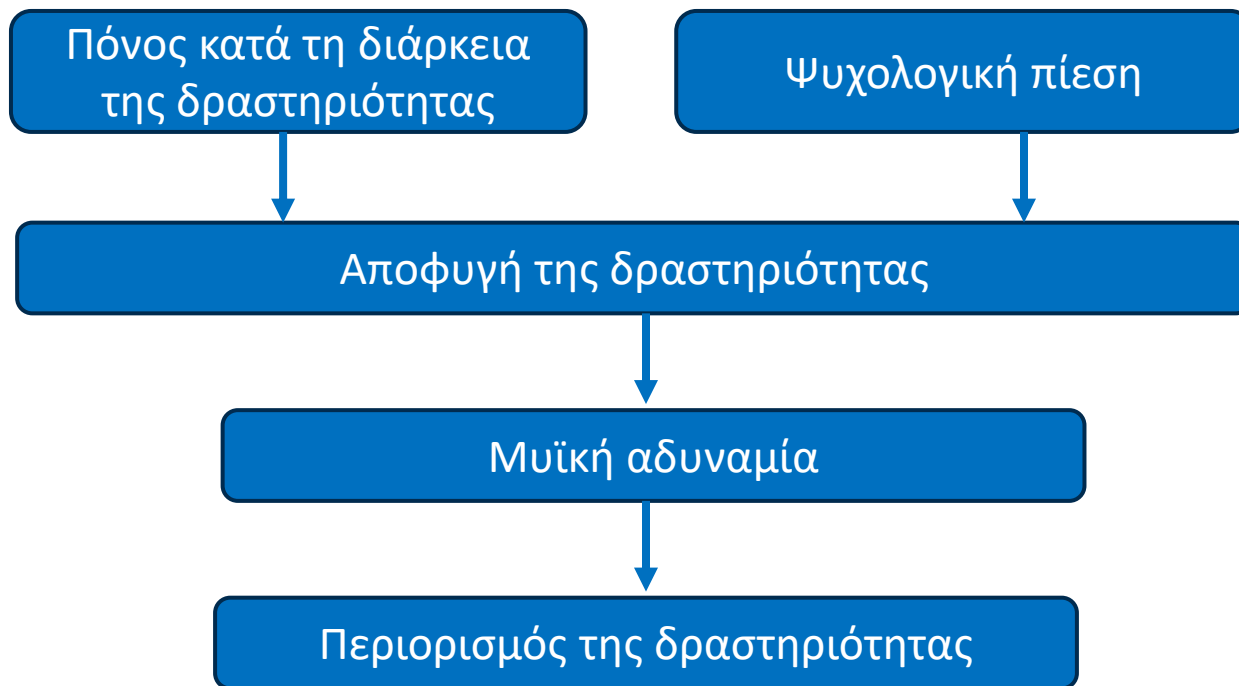 Πόνος κατά τη διάρκεια
της δραστηριότητας
Ψυχολογική πίεση
Αποφυγή της δραστηριότητας
Μυϊκή αδυναμία
Περιορισμός της δραστηριότητας